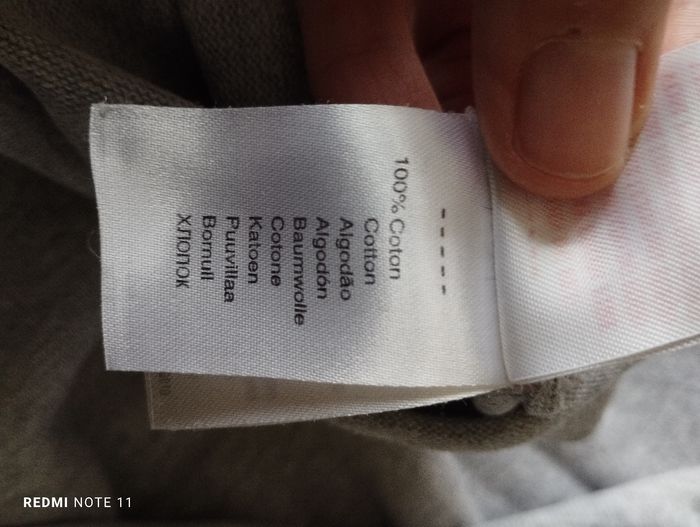 -----
100% Coton
Cotton
Algodão
Algodón
Baumwolle
Cotone
Katoen
Puuvillaa
Bomull
ХЛОПОК
REDMI NOTE 11